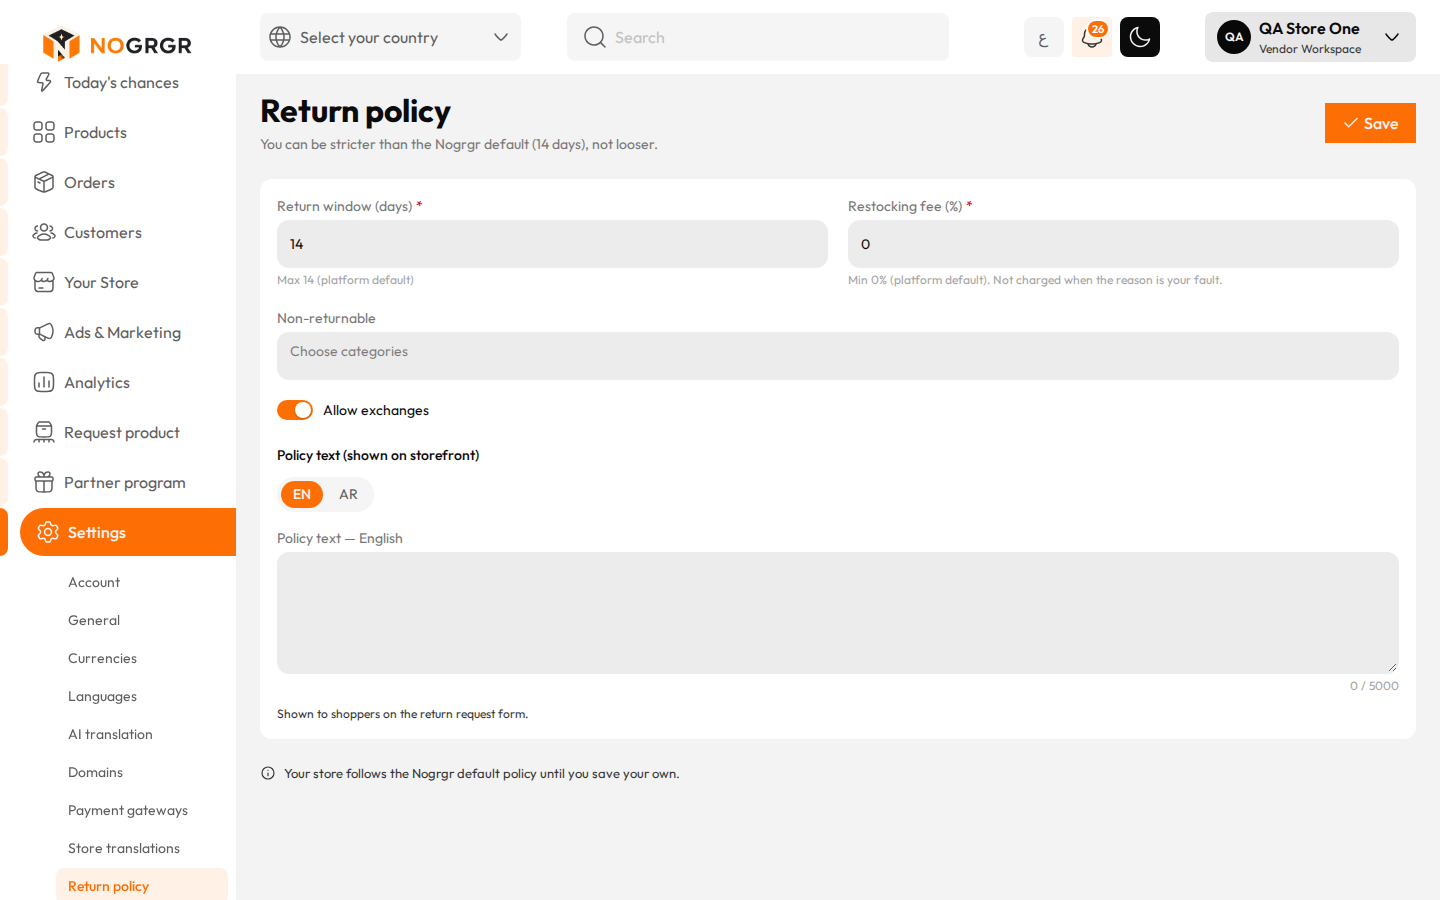 NOGRGR
Select your country
Search
ع
26
QA
QA Store One
Vendor Workspace
Today's chances
Products
Orders
Customers
Your Store
Ads & Marketing
Analytics
Request product
Partner program
Settings
Account
General
Currencies
Languages
AI translation
Domains
Payment gateways
Store translations
Return policy
Return policy
You can be stricter than the Nogrgr default (14 days), not looser.
Save
Return window (days) *
14
Max 14 (platform default)
Restocking fee (%) *
0
Min 0% (platform default). Not charged when the reason is your fault.
Non-returnable
Choose categories
Allow exchanges
Policy text (shown on storefront)
EN AR
Policy text — English
0 / 5000
Shown to shoppers on the return request form.
Your store follows the Nogrgr default policy until you save your own.